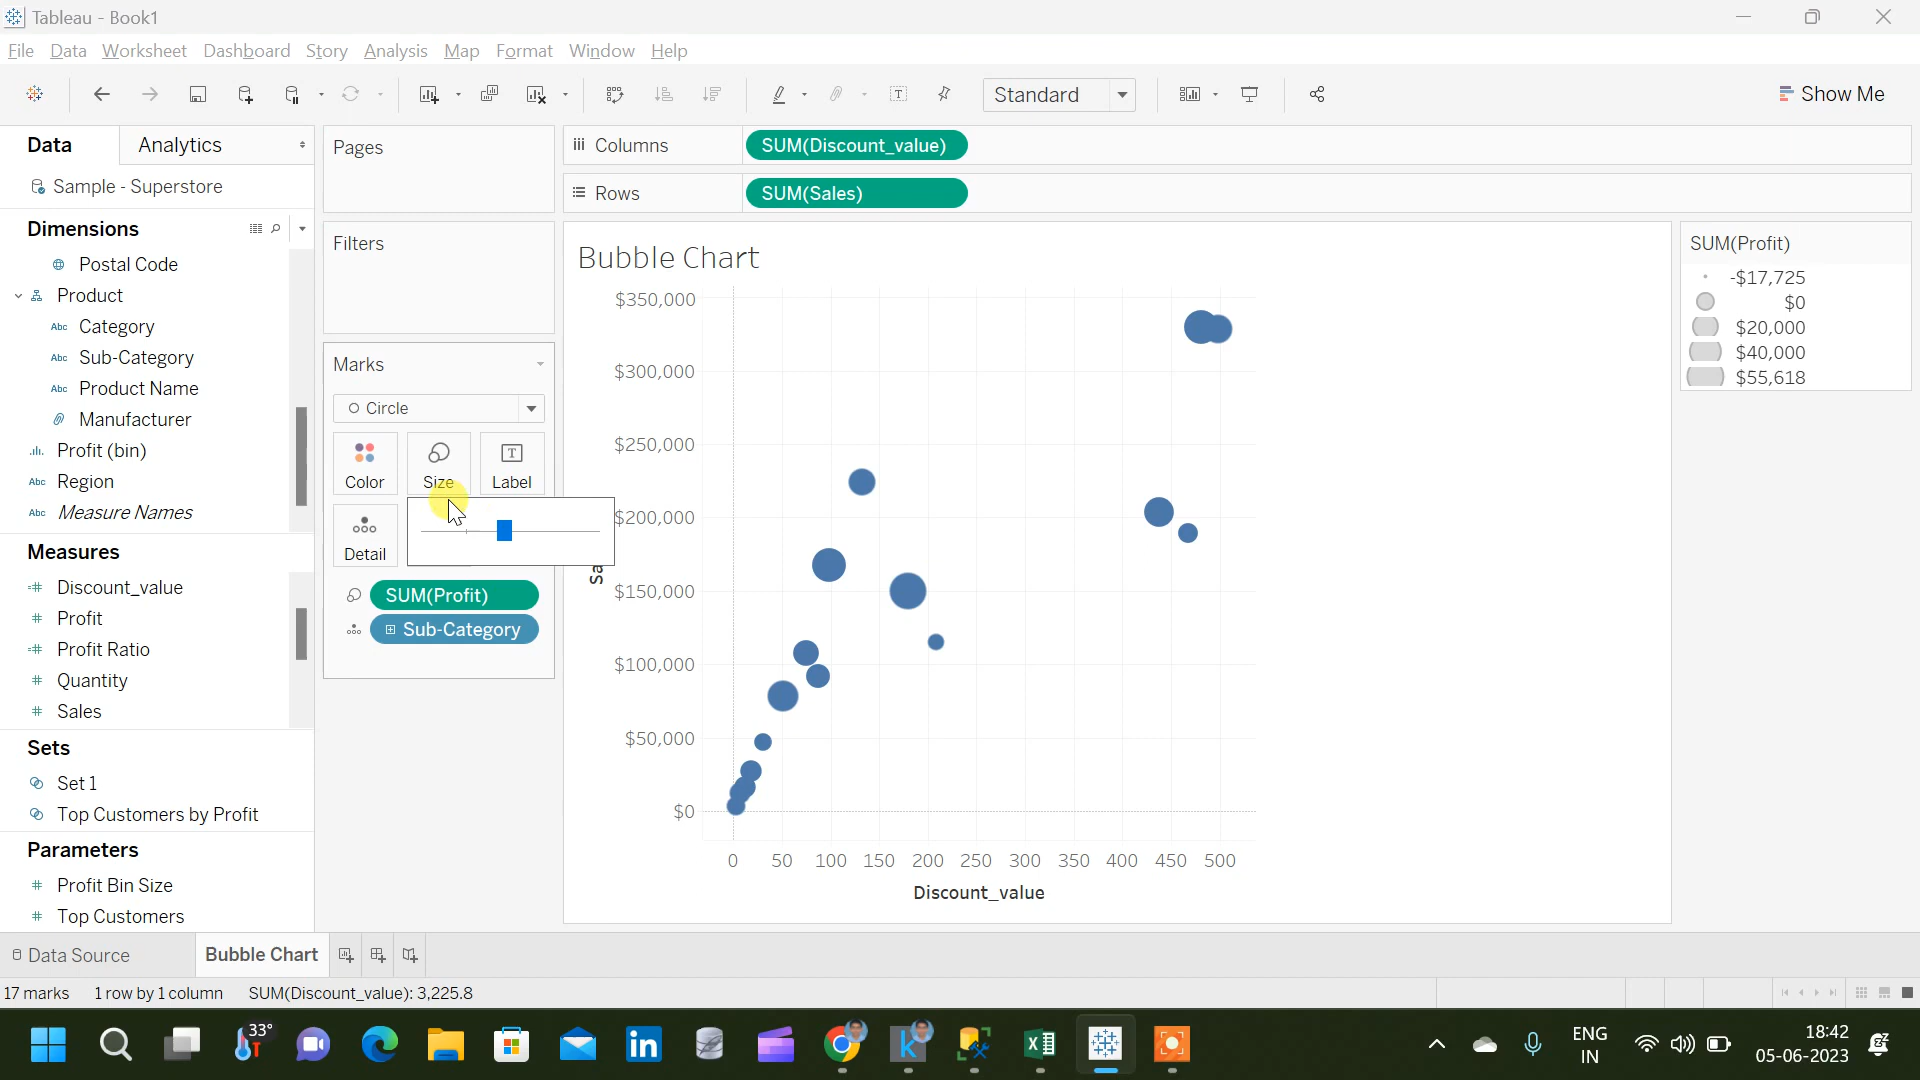 Tableau - Book1
File Data Worksheet Dashboard Story Analysis Map Format Window Help
Standard
Show Me
Data
Analytics
Sample - Superstore
Dimensions
Postal Code
Product
Abc Category
Abc Sub-Category
Abc Product Name
Manufacturer
Profit (bin)
Abc Region
Abc Measure Names
Measures
Discount_value
Profit
Profit Ratio
Quantity
Sales
Sets
Set 1
Top Customers by Profit
Parameters
Profit Bin Size
Top Customers
Pages
Filters
Marks
Circle
Color
Size
Label
Detail
SUM(Profit)
Sub-Category
Columns
SUM(Discount_value)
Rows
SUM(Sales)
Bubble Chart
$350,000
$300,000
$250,000
$200,000
$150,000
$100,000
$50,000
$0
Sa
0 50 100 150 200 250 300 350 400 450 500
Discount_value
SUM(Profit)
-$17,725
$0
$20,000
$40,000
$55,618
Data Source
Bubble Chart
17 marks 1 row by 1 column SUM(Discount_value): 3,225.8
33°
ENG
IN
18:42
05-06-2023